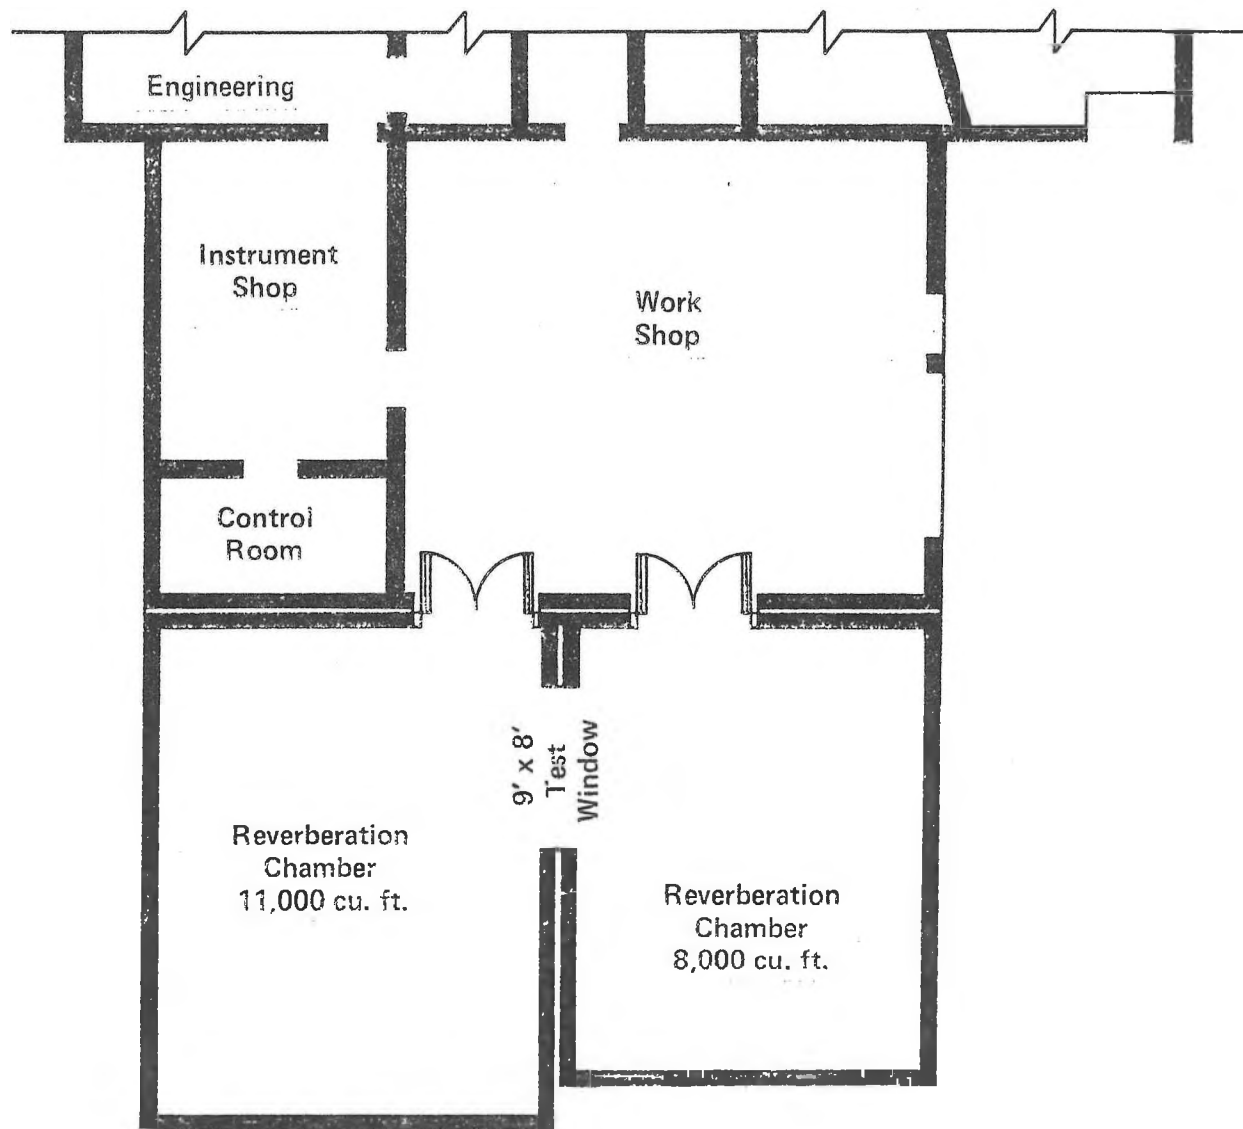 Engineering
Instrument
Shop
Work
Shop
Control
Room
9' x 8'
Test
Window
Reverberation
Chamber
11,000 cu. ft.
Reverberation
Chamber
8,000 cu. ft.